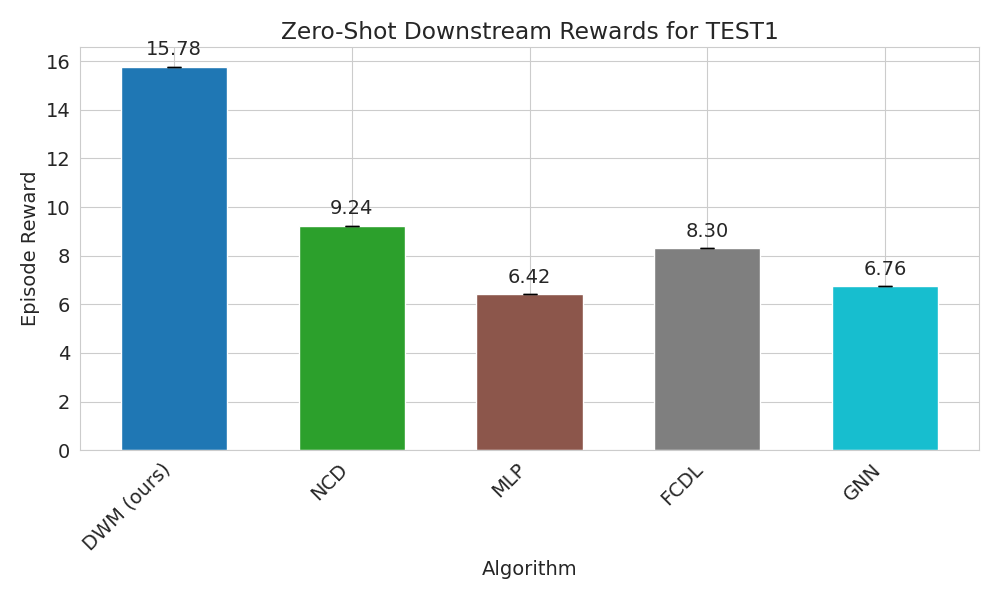 Zero-Shot Downstream Rewards for TEST1
Episode Reward
16
14
12
10
8
6
4
2
0
15.78
9.24
6.42
8.30
6.76
DWM (ours)
NCD
MLP
FCDL
GNN
Algorithm